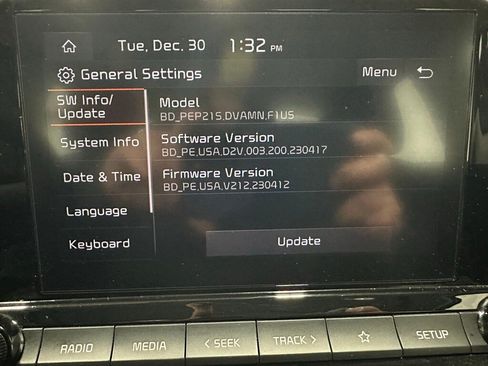 Tue, Dec. 30 1:32 PM
General Settings Menu
SW Info/
Update
System Info
Date & Time
Language
Keyboard
Model
BD_PEP21S.DVAMN.F1US
Software Version
BD_PE.USA.D2V.003.200.230417
Firmware Version
BD_PE.USA.V212.230412
Update
RADIO MEDIA < SEEK TRACK > SETUP